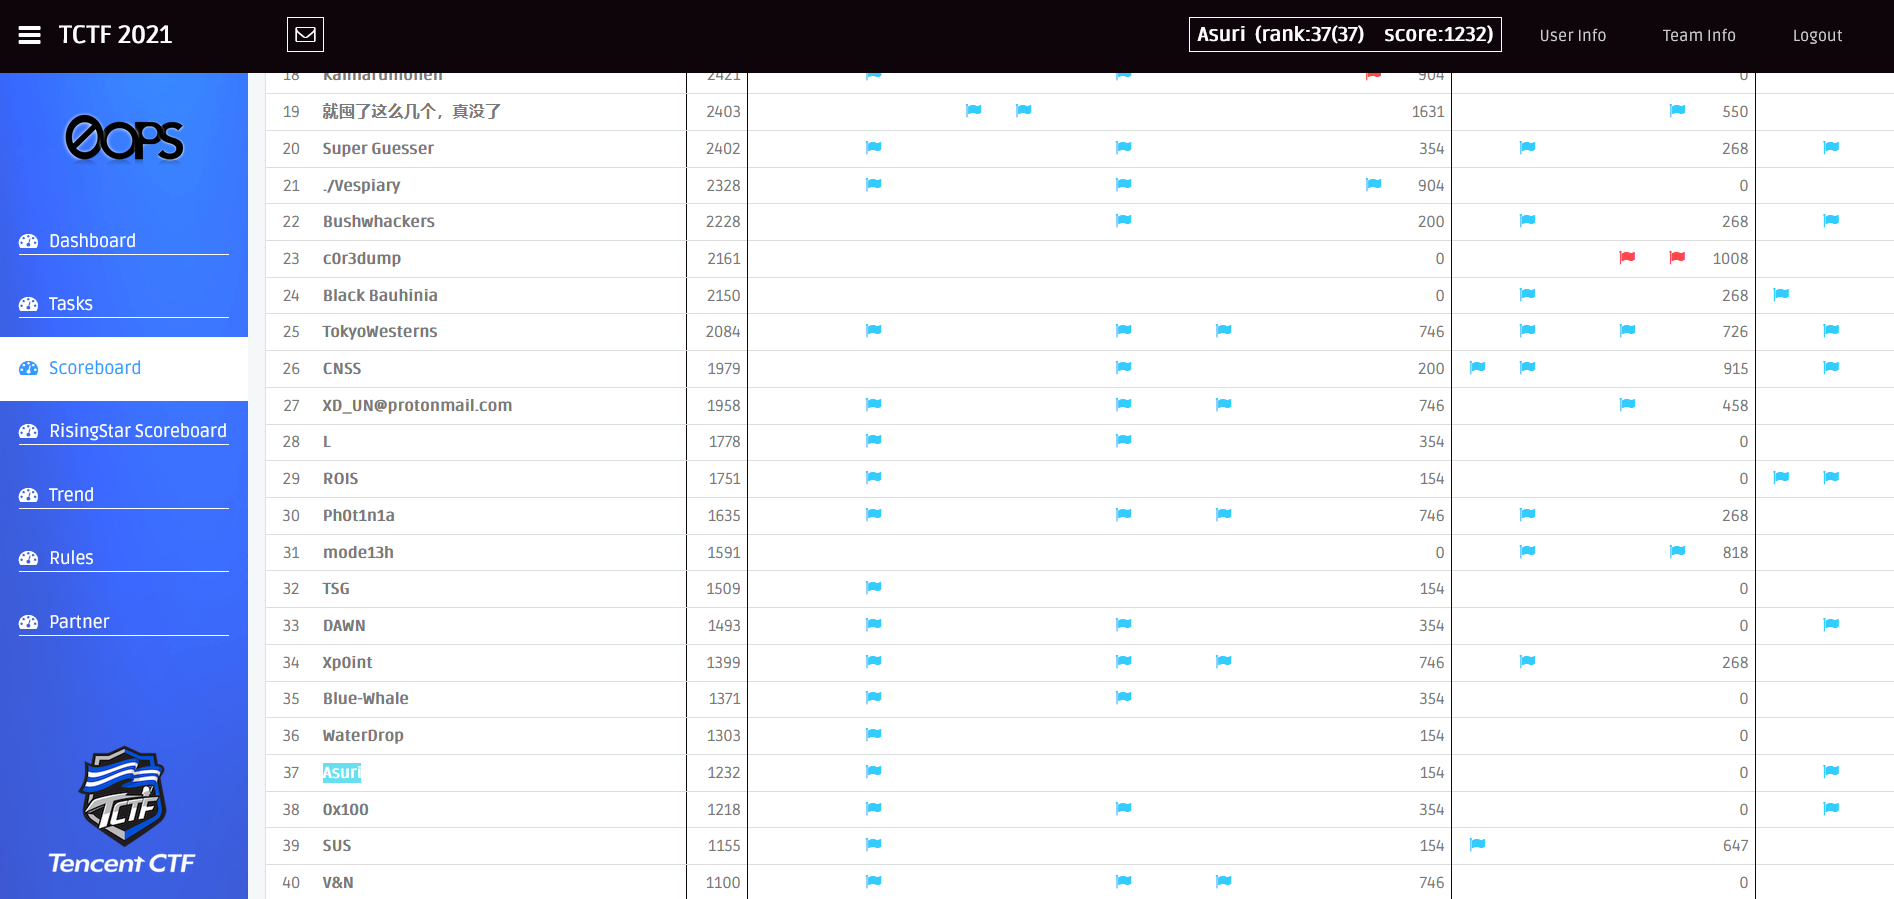 TCTF 2021
Asuri (rank:37(37) score:1232)
User Info
Team Info
Logout
0OPS
Dashboard
Tasks
Scoreboard
RisingStar Scoreboard
Trend
Rules
Partner
TCTF
Tencent CTF
18 Kalmarunionen 2421 904 0
19 就囤了这么几个，真没了 2403 1631 550
20 Super Guesser 2402 354 268
21 ./Vespiary 2328 904 0
22 Bushwhackers 2228 200 268
23 c0r3dump 2161 0 1008
24 Black Bauhinia 2150 0 268
25 TokyoWesterns 2084 746 726
26 CNSS 1979 200 915
27 XD_UN@protonmail.com 1958 746 458
28 L 1778 354 0
29 ROIS 1751 154 0
30 Ph0t1n1a 1635 746 268
31 mode13h 1591 0 818
32 TSG 1509 154 0
33 DAWN 1493 354 0
34 Xp0int 1399 746 268
35 Blue-Whale 1371 354 0
36 WaterDrop 1303 154 0
37 Asuri 1232 154 0
38 0x100 1218 354 0
39 SUS 1155 154 647
40 V&N 1100 746 0